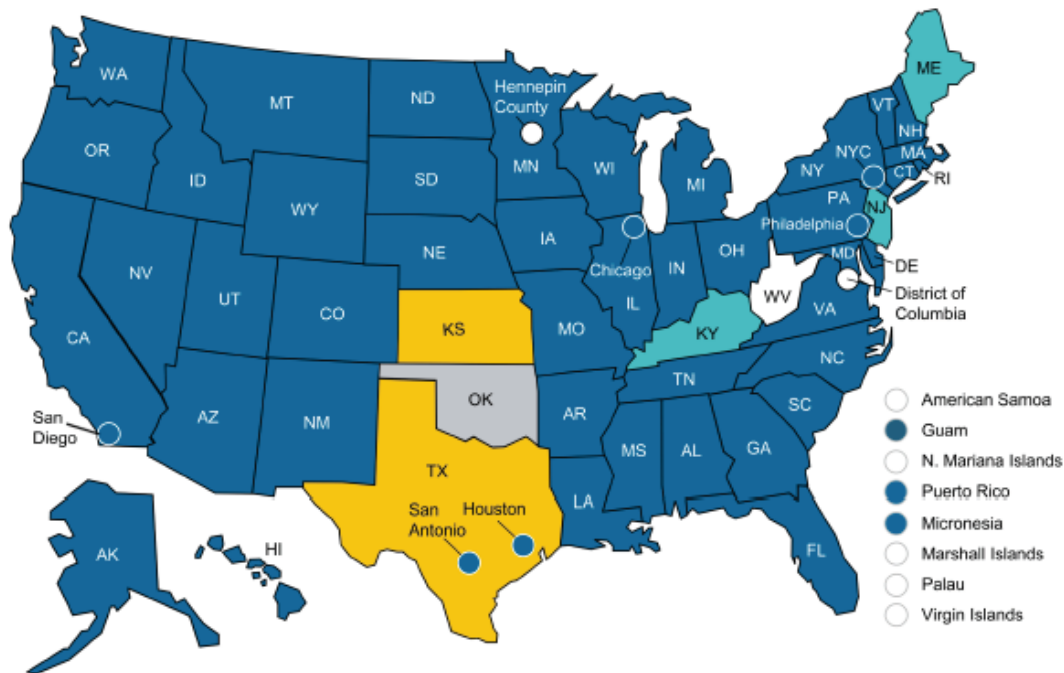 WA
MT
ND
Hennepin
County
ME
VT
NH
OR
ID
SD
MN
WI
MI
NYC
NY
MA
CT
RI
WY
IA
PA
NJ
Philadelphia
NE
NV
UT
CO
Chicago
IL
IN
OH
MD
DE
WV
District of
Columbia
VA
CA
KS
MO
KY
NC
TN
San
Diego
AZ
NM
OK
AR
SC
MS
AL
GA
TX
LA
San
Antonio
Houston
FL
AK
HI
American Samoa
Guam
N. Mariana Islands
Puerto Rico
Micronesia
Marshall Islands
Palau
Virgin Islands